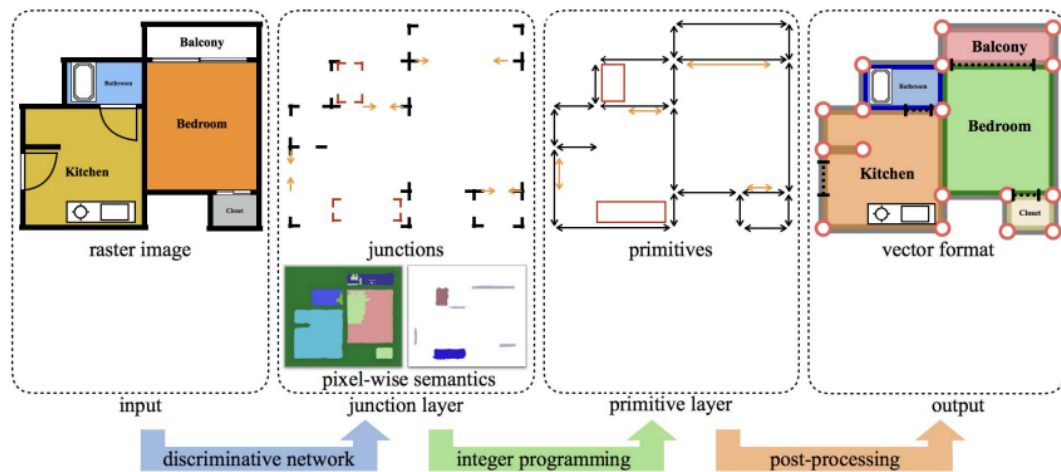 Balcony
Bathroom
Bedroom
Kitchen
Closet
raster image
input
junctions
pixel-wise semantics
junction layer
primitives
primitive layer
Balcony
Bathroom
Bedroom
Kitchen
Closet
vector format
output
discriminative network
integer programming
post-processing